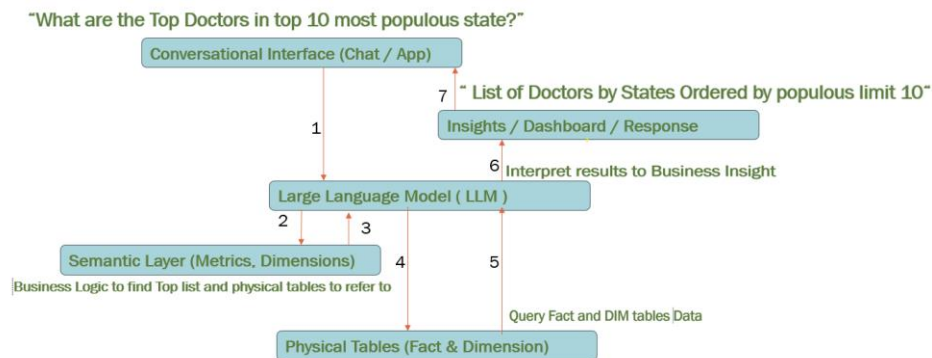 “What are the Top Doctors in top 10 most populous state?”
Conversational Interface (Chat / App)
7
“ List of Doctors by States Ordered by populous limit 10“
1
Insights / Dashboard / Response
6
Interpret results to Business Insight
Large Language Model ( LLM )
2
3
Semantic Layer (Metrics, Dimensions)
4
5
Business Logic to find Top list and physical tables to refer to
Query Fact and DIM tables Data
Physical Tables (Fact & Dimension)